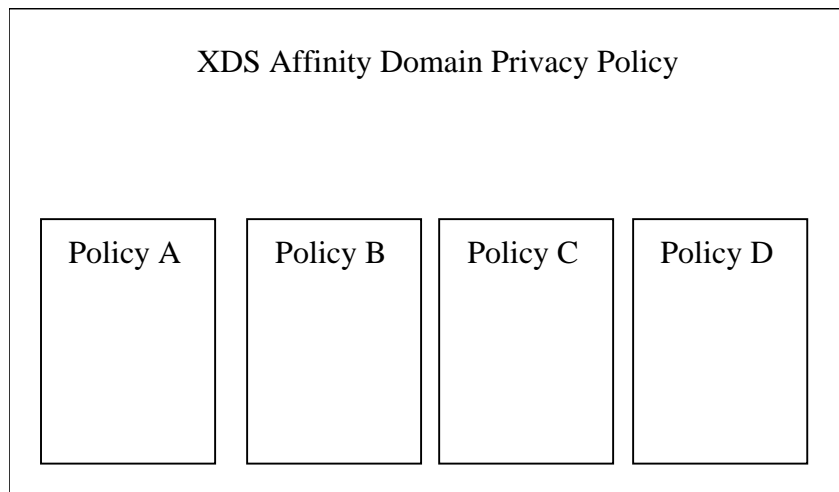 XDS Affinity Domain Privacy Policy
Policy A
Policy B
Policy C
Policy D